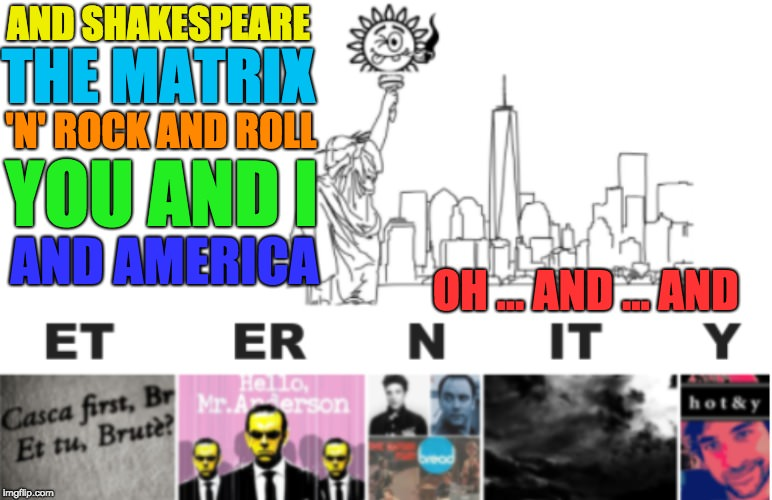 AND SHAKESPEARE
THE MATRIX
'N' ROCK AND ROLL
YOU AND I
AND AMERICA
OH ... AND ... AND
ET ER N IT Y
Casca first, Br
Et tu, Brutè?
Hello,
Mr.Anderson
bread
hot&y
imgflip.com